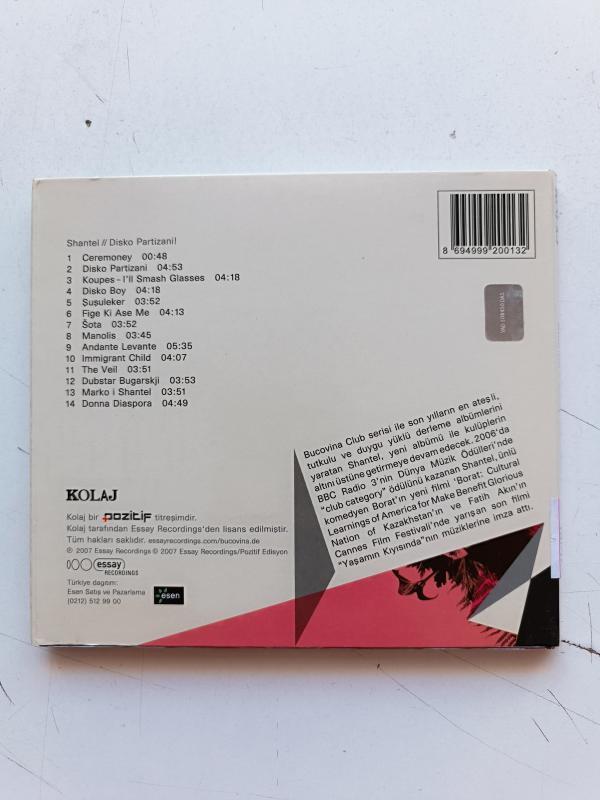 8 694999 200132
Shantel // Disko Partizani!
1 Ceremoney 00:48
2 Disko Partizani 04:53
3 Koupes - I'll Smash Glasses 04:18
4 Disko Boy 04:18
5 Şuşuleker 03:52
6 Fige Ki Ase Me 04:13
7 Šota 03:52
8 Manolis 03:45
9 Andante Levante 05:35
10 Immigrant Child 04:07
11 The Veil 03:51
12 Dubstar Bugarskji 03:53
13 Marko i Shantel 03:51
14 Donna Diaspora 04:49
Bucovina Club serisi ile son yılların en ateşli,
tutkulu ve duygu yüklü derleme albümlerini
yaratan Shantel, yeni albümü ile kulüplerin
altını üstüne getirmeye devam edecek. 2006'da
BBC Radio 3'nin Dünya Müzik Ödülleri'nde
"club category" ödülünü kazanan Shantel, ünlü
komedyen Borat'ın yeni filmi 'Borat: Cultural
Learnings of America for Make Benefit Glorious
Nation of Kazakhstan'ın ve Fatih Akın'ın
Cannes Film Festivali'nde yarışan son filmi
"Yaşamın Kıyısında"nın müziklerine imza attı.
KOLAJ
Kolaj bir pozitif titreşimdir.
Kolaj tarafından Essay Recordings'den lisans edilmiştir.
Tüm hakları saklıdır. essayrecordings.com/bucovina.de
℗ 2007 Essay Recordings © 2007 Essay Recordings/Pozitif Edisyon
essay
RECORDINGS
Türkiye dağıtım:
Esen Satış ve Pazarlama
(0212) 512 99 00
esen